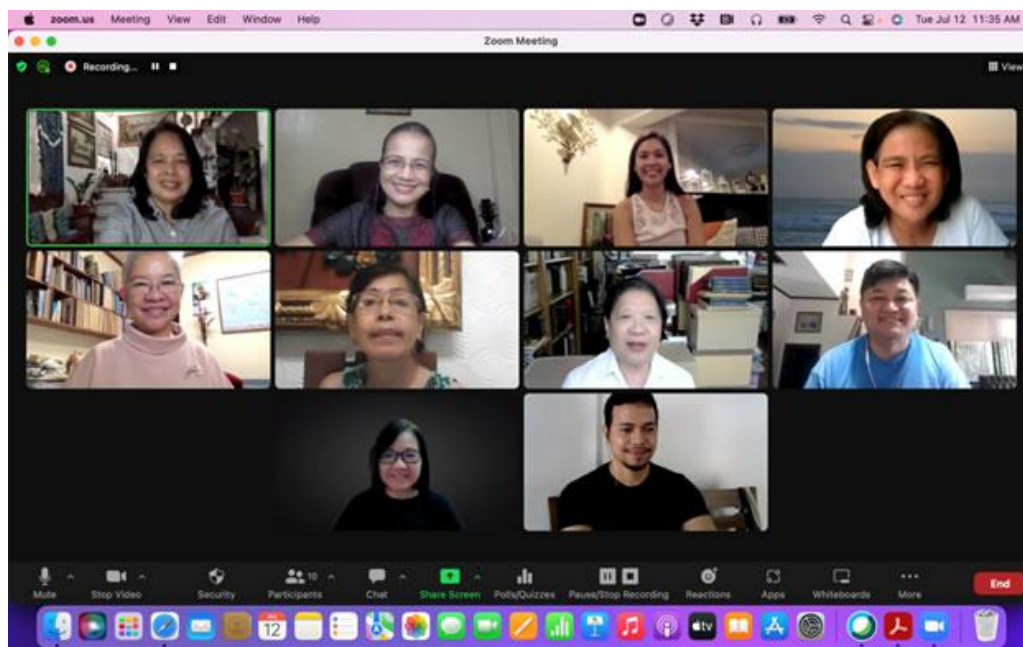 zoom.us Meeting View Edit Window Help Tue Jul 12 11:35 AM
Zoom Meeting
Recording... View
Mute Stop Video Security Participants 10 Chat Share Screen Polls/Quizzes Pause/Stop Recording Reactions Apps Whiteboards More End
12 tv